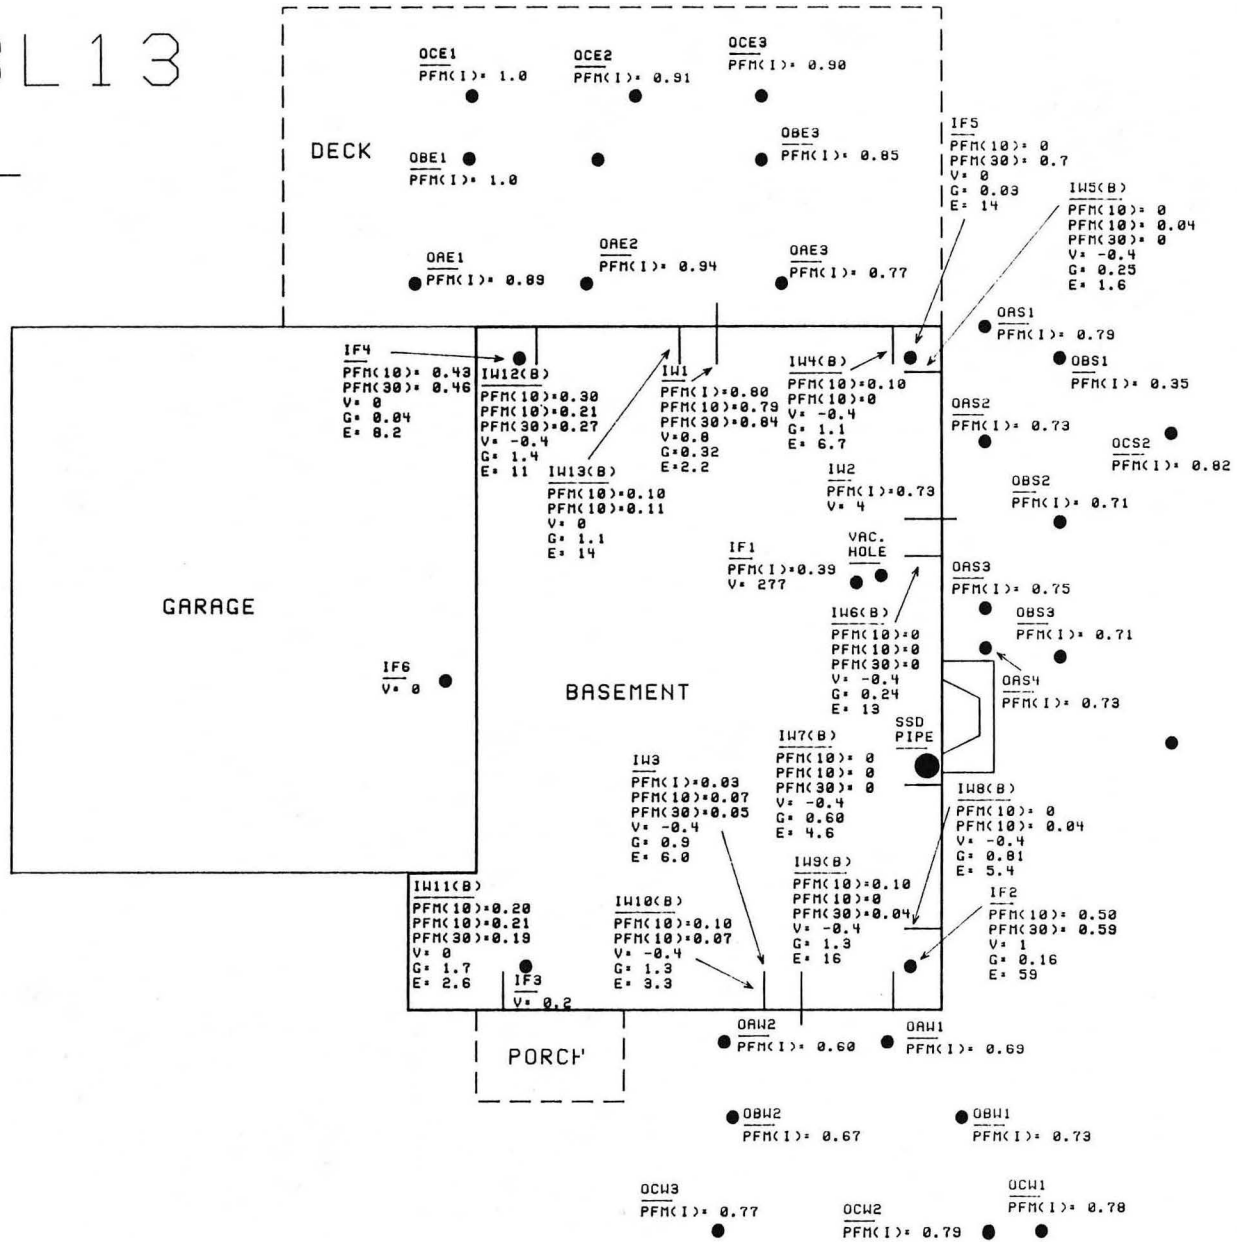 L13
OCE1
PFM(I)= 1.0
OCE2
PFM(I)= 0.91
OCE3
PFM(I)= 0.90
DECK
OBE1
PFM(I)= 1.0
OBE3
PFM(I)= 0.85
OAE1
PFM(I)= 0.89
OAE2
PFM(I)= 0.94
OAE3
PFM(I)= 0.77
IF5
PFM(10)= 0
PFM(30)= 0.7
V= 0
G= 0.03
E= 14
IW5(B)
PFM(10)= 0
PFM(10)= 0.04
PFM(30)= 0
V= -0.4
G= 0.25
E= 1.6
OAS1
PFM(I)= 0.79
OBS1
PFM(I)= 0.35
OAS2
PFM(I)= 0.73
OCS2
PFM(I)= 0.82
OBS2
PFM(I)= 0.71
IF4
PFM(10)= 0.43
PFM(30)= 0.46
V= 0
G= 0.04
E= 8.2
IW12(B)
PFM(10)=0.30
PFM(10)=0.21
PFM(30)=0.27
V= -0.4
G= 1.4
E= 11
IW13(B)
PFM(10)=0.10
PFM(10)=0.11
V= 0
G= 1.1
E= 14
IW1
PFM(I)=0.80
PFM(10)=0.79
PFM(30)=0.84
V=0.8
G=0.32
E=2.2
IW4(B)
PFM(10)=0.10
PFM(10)=0
V= -0.4
G= 1.1
E= 6.7
IW2
PFM(I)=0.73
V= 4
VAC.
HOLE
IF1
PFM(I)=0.39
V= 277
OAS3
PFM(I)= 0.75
OBS3
PFM(I)= 0.71
OAS4
PFM(I)= 0.73
GARAGE
IW6(B)
PFM(10)=0
PFM(10)=0
PFM(30)=0
V= -0.4
G= 0.24
E= 13
IF6
V= 0
BASEMENT
SSD
PIPE
IW7(B)
PFM(10)= 0
PFM(10)= 0
PFM(30)= 0
V= -0.4
G= 0.60
E= 4.6
IW3
PFM(I)=0.03
PFM(10)=0.07
PFM(30)=0.05
V= -0.4
G= 0.9
E= 6.0
IW8(B)
PFM(10)= 0
PFM(10)= 0.04
V= -0.4
G= 0.81
E= 5.4
IW9(B)
PFM(10)=0.10
PFM(10)=0
PFM(30)=0.04
V= -0.4
G= 1.3
E= 16
IF2
PFM(10)= 0.50
PFM(30)= 0.59
V= 1
G= 0.16
E= 59
IW11(B)
PFM(10)=0.20
PFM(10)=0.21
PFM(30)=0.19
V= 0
G= 1.7
E= 2.6
IF3
V= 0.2
IW10(B)
PFM(10)=0.10
PFM(10)=0.07
V= -0.4
G= 1.3
E= 3.3
PORCH
OAW2
PFM(I)= 0.60
OAW1
PFM(I)= 0.69
OBW2
PFM(I)= 0.67
OBW1
PFM(I)= 0.73
OCW3
PFM(I)= 0.77
OCW2
PFM(I)= 0.79
OCW1
PFM(I)= 0.78